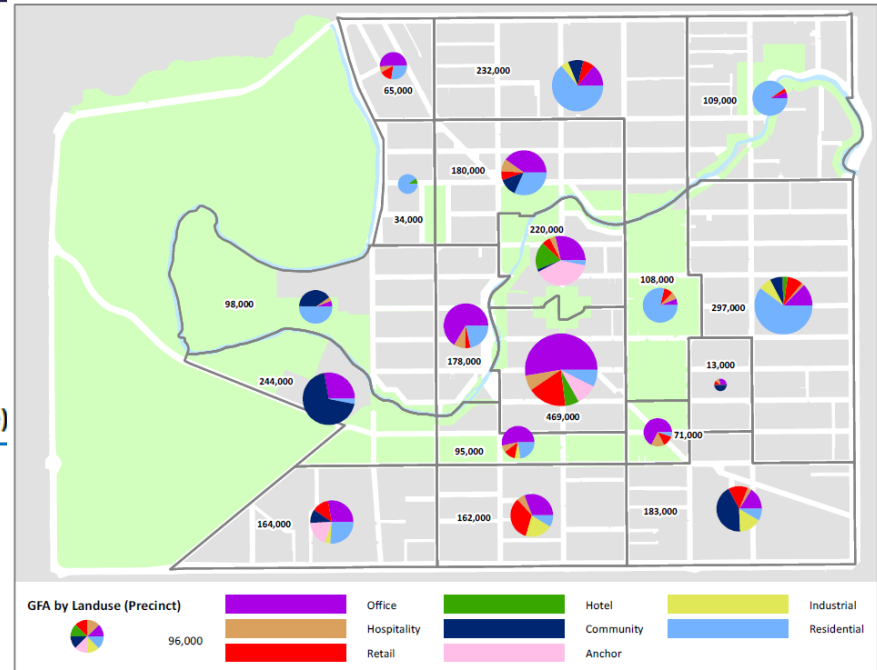 65,000
232,000
109,000
180,000
34,000
220,000
98,000
108,000
297,000
178,000
13,000
244,000
469,000
71,000
95,000
164,000
162,000
183,000
)
GFA by Landuse (Precinct)
96,000
Office
Hospitality
Retail
Hotel
Community
Anchor
Industrial
Residential